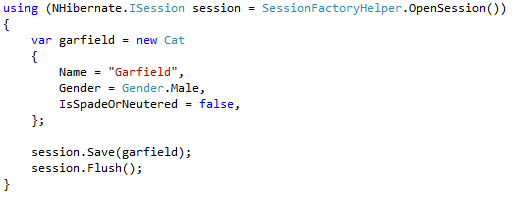 using (NHibernate.ISession session = SessionFactoryHelper.OpenSession())
{
    var garfield = new Cat
    {
        Name = "Garfield",
        Gender = Gender.Male,
        IsSpadeOrNeutered = false,
    };

    session.Save(garfield);
    session.Flush();
}